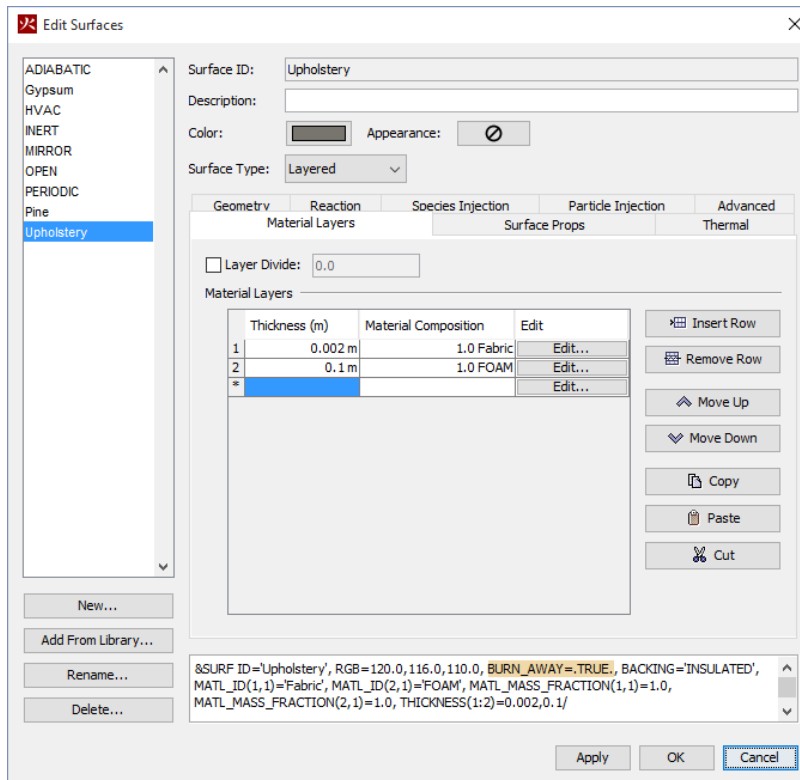 Edit Surfaces
ADIABATIC
Gypsum
HVAC
INERT
MIRROR
OPEN
PERIODIC
Pine
Upholstery
New...
Add From Library...
Rename...
Delete...
Surface ID: Upholstery
Description:
Color: Appearance:
Surface Type: Layered
Geometry Reaction Species Injection Particle Injection Advanced
Material Layers Surface Props Thermal
Layer Divide: 0.0
Material Layers
Thickness (m) Material Composition Edit
1 0.002 m 1.0 Fabric Edit...
2 0.1 m 1.0 FOAM Edit...
* Edit...
Insert Row
Remove Row
Move Up
Move Down
Copy
Paste
Cut
&SURF ID='Upholstery', RGB=120.0,116.0,110.0, BURN_AWAY=.TRUE., BACKING='INSULATED',
MATL_ID(1,1)='Fabric', MATL_ID(2,1)='FOAM', MATL_MASS_FRACTION(1,1)=1.0,
MATL_MASS_FRACTION(2,1)=1.0, THICKNESS(1:2)=0.002,0.1/
Apply OK Cancel